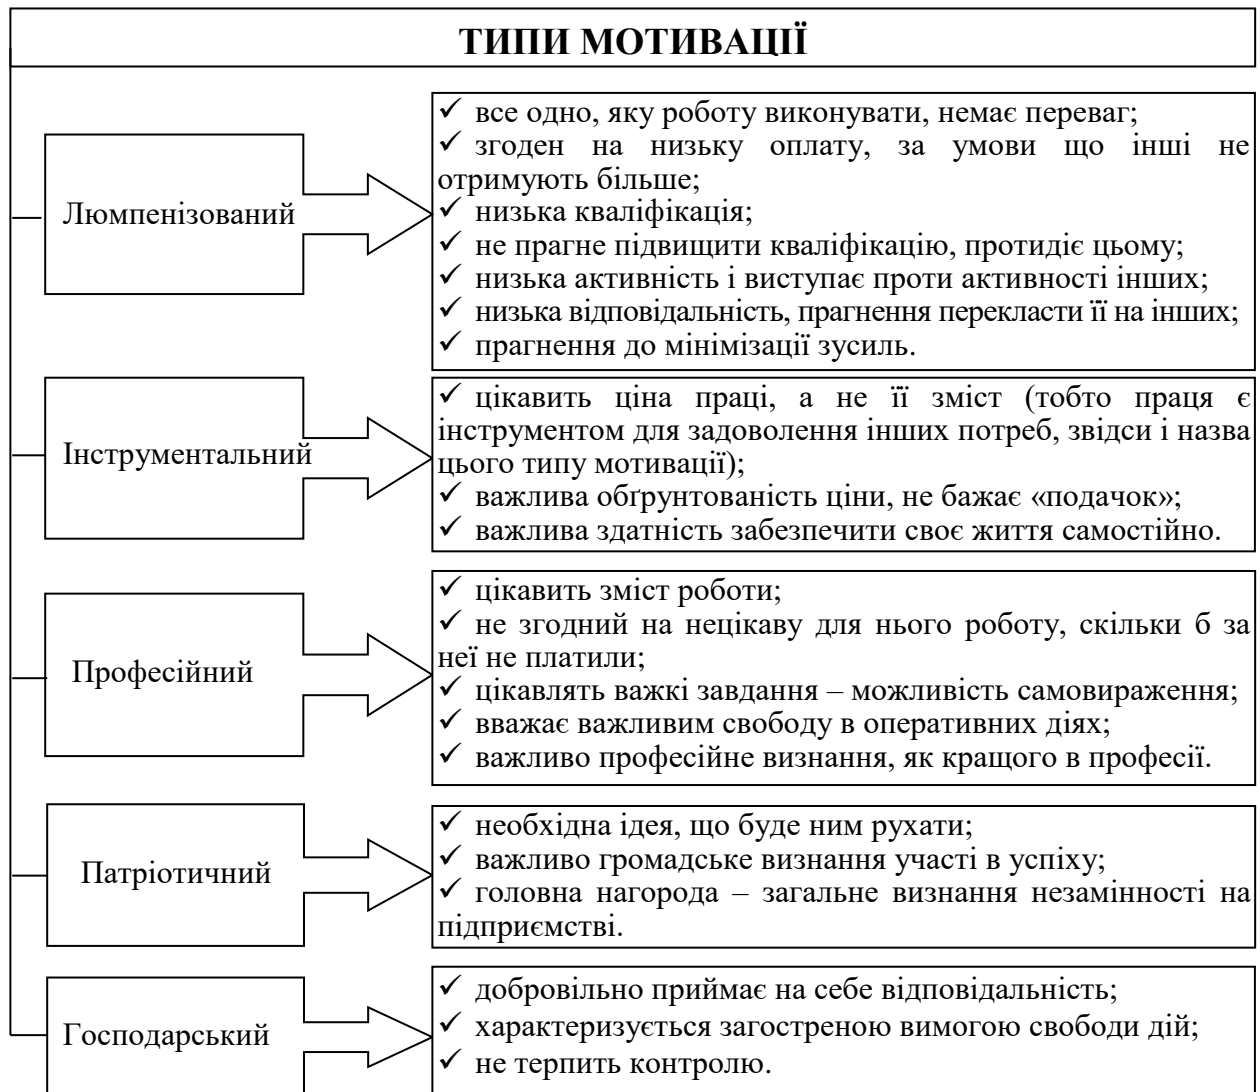 ТИПИ МОТИВАЦІЇ
Люмпенізований
✓ все одно, яку роботу виконувати, немає переваг;
✓ згоден на низьку оплату, за умови що інші не
отримують більше;
✓ низька кваліфікація;
✓ не прагне підвищити кваліфікацію, протидіє цьому;
✓ низька активність і виступає проти активності інших;
✓ низька відповідальність, прагнення перекласти її на інших;
✓ прагнення до мінімізації зусиль.
Інструментальний
✓ цікавить ціна праці, а не її зміст (тобто праця є
інструментом для задоволення інших потреб, звідси і назва
цього типу мотивації);
✓ важлива обґрунтованість ціни, не бажає «подачок»;
✓ важлива здатність забезпечити своє життя самостійно.
Професійний
✓ цікавить зміст роботи;
✓ не згодний на нецікаву для нього роботу, скільки б за
неї не платили;
✓ цікавлять важкі завдання – можливість самовираження;
✓ вважає важливим свободу в оперативних діях;
✓ важливо професійне визнання, як кращого в професії.
Патріотичний
✓ необхідна ідея, що буде ним рухати;
✓ важливо громадське визнання участі в успіху;
✓ головна нагорода – загальне визнання незамінності на
підприємстві.
Господарський
✓ добровільно приймає на себе відповідальність;
✓ характеризується загостреною вимогою свободи дій;
✓ не терпить контролю.